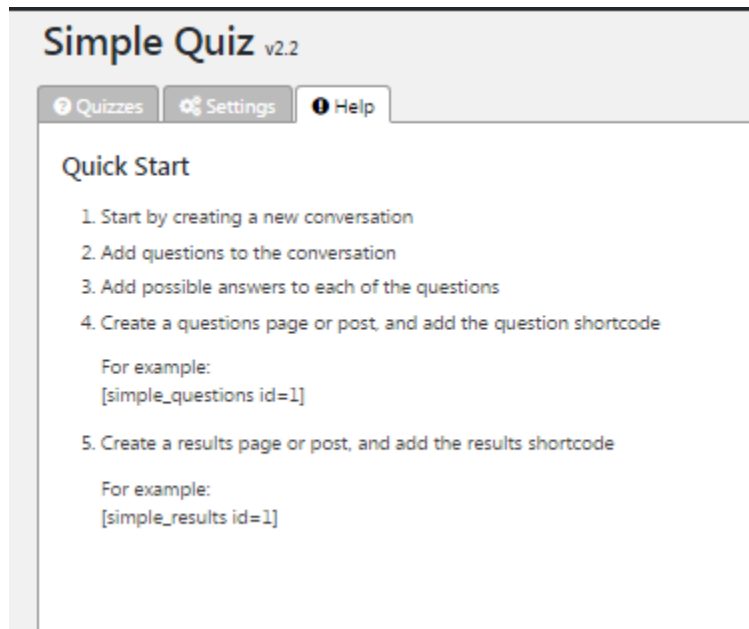 Simple Quiz v2.2
Quizzes Settings Help
Quick Start
1. Start by creating a new conversation
2. Add questions to the conversation
3. Add possible answers to each of the questions
4. Create a questions page or post, and add the question shortcode
For example:
[simple_questions id=1]
5. Create a results page or post, and add the results shortcode
For example:
[simple_results id=1]